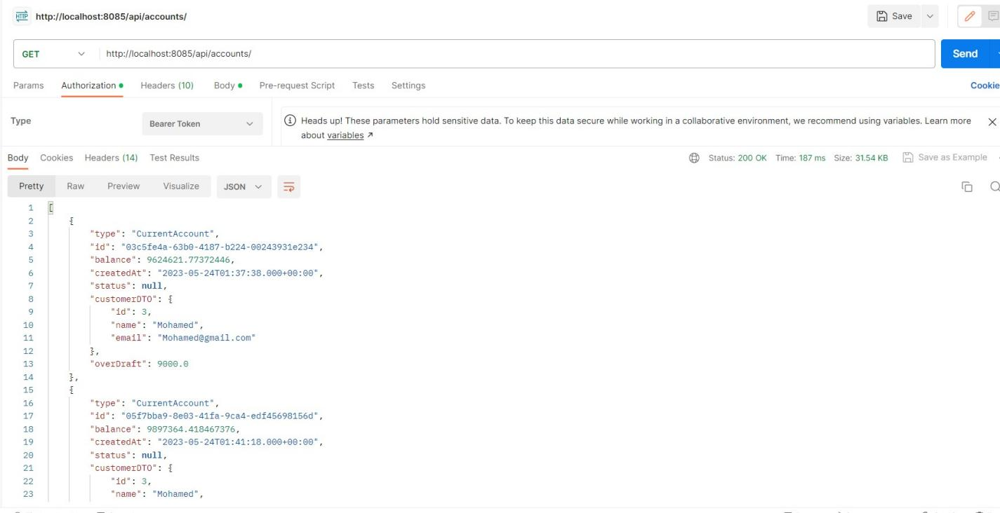 HTTP http://localhost:8085/api/accounts/ Save
GET http://localhost:8085/api/accounts/ Send
Params Authorization Headers (10) Body Pre-request Script Tests Settings Cookie
Type Bearer Token Heads up! These parameters hold sensitive data. To keep this data secure while working in a collaborative environment, we recommend using variables. Learn more
about variables ↗
Body Cookies Headers (14) Test Results Status: 200 OK Time: 187 ms Size: 31.54 KB Save as Example
Pretty Raw Preview Visualize JSON
1 [
2 {
3 "type": "CurrentAccount",
4 "id": "03c5fe4a-63b0-4187-b224-00243931e234",
5 "balance": 9624621.77372446,
6 "createdAt": "2023-05-24T01:37:38.000+00:00",
7 "status": null,
8 "customerDTO": {
9 "id": 3,
10 "name": "Mohamed",
11 "email": "Mohamed@gmail.com"
12 },
13 "overDraft": 9000.0
14 },
15 {
16 "type": "CurrentAccount",
17 "id": "05f7bba9-8e03-41fa-9ca4-edf45698156d",
18 "balance": 9897364.418467376,
19 "createdAt": "2023-05-24T01:41:18.000+00:00",
20 "status": null,
21 "customerDTO": {
22 "id": 3,
23 "name": "Mohamed",